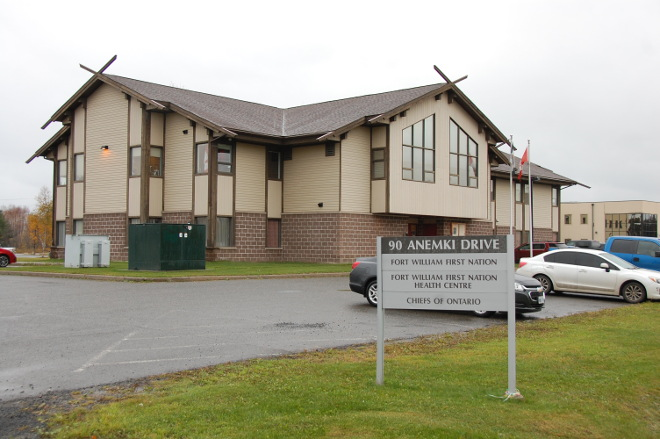 90 ANEMKI DRIVE
FORT WILLIAM FIRST NATION
FORT WILLIAM FIRST NATION
HEALTH CENTRE
CHIEFS OF ONTARIO